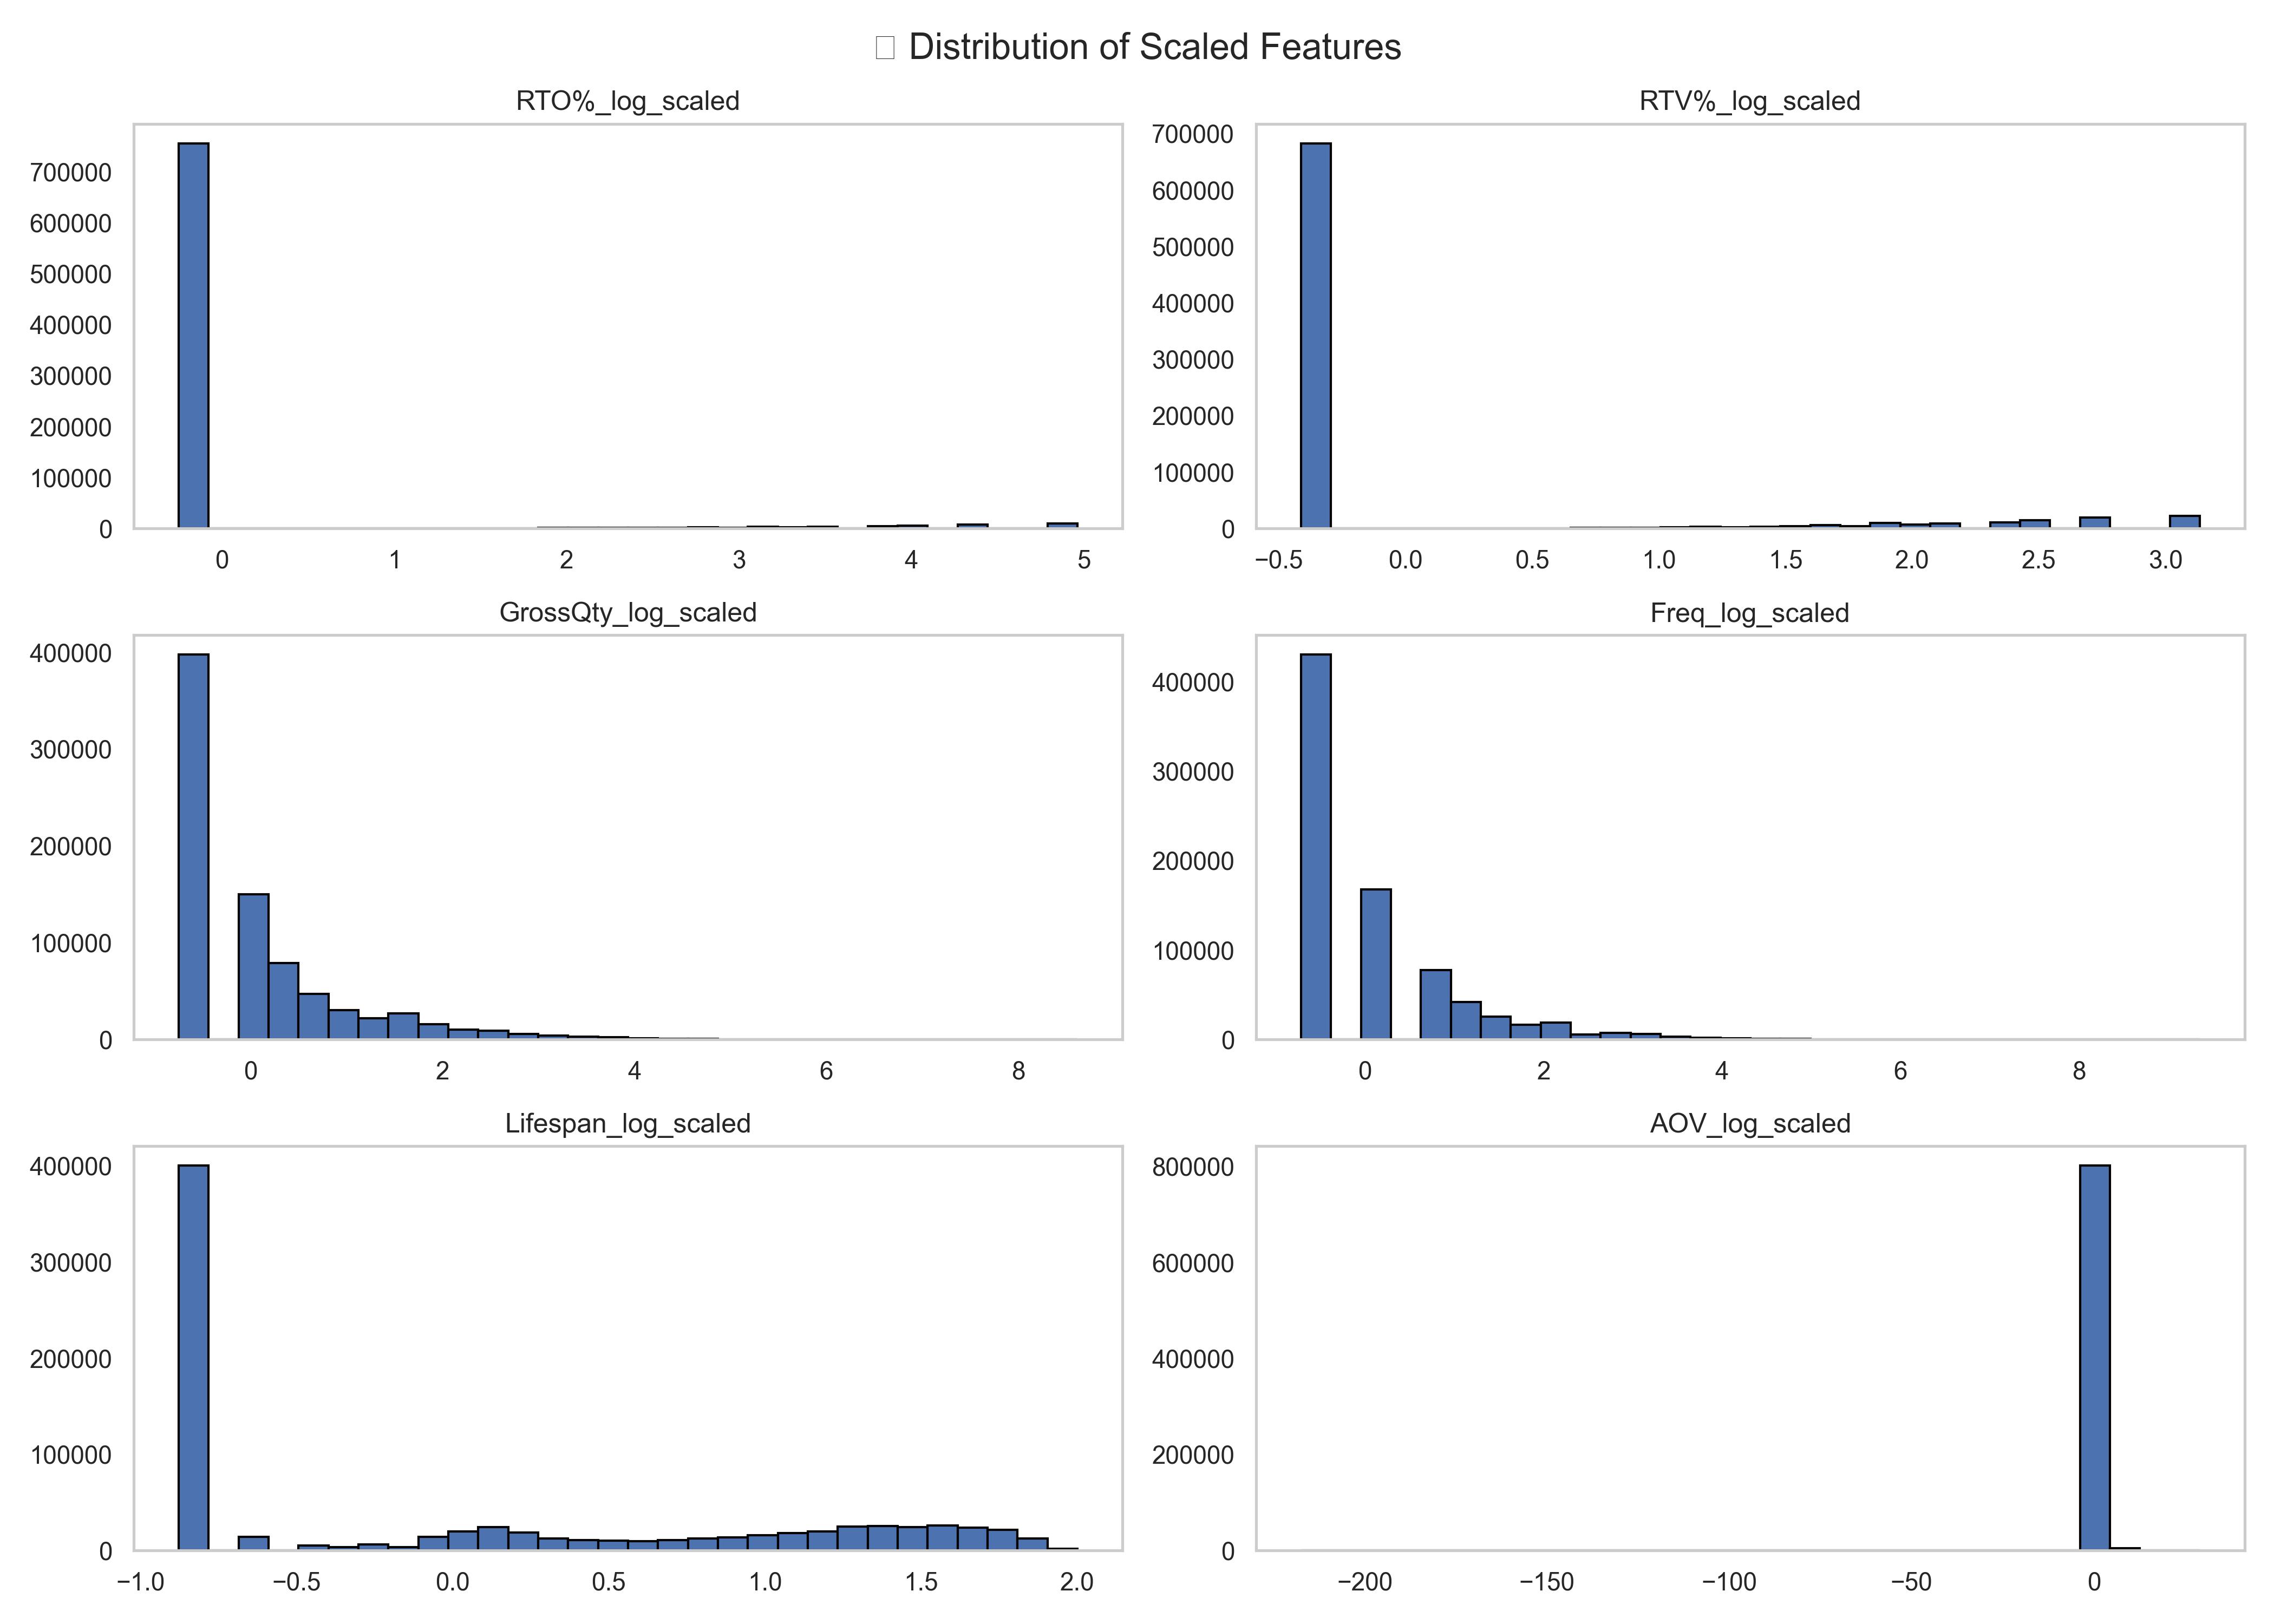 ▯ Distribution of Scaled Features
RTO%_log_scaled
700000
600000
500000
400000
300000
200000
100000
0
0 1 2 3 4 5
RTV%_log_scaled
700000
600000
500000
400000
300000
200000
100000
0
−0.5 0.0 0.5 1.0 1.5 2.0 2.5 3.0
GrossQty_log_scaled
400000
300000
200000
100000
0
0 2 4 6 8
Freq_log_scaled
400000
300000
200000
100000
0
0 2 4 6 8
Lifespan_log_scaled
400000
300000
200000
100000
0
−1.0 −0.5 0.0 0.5 1.0 1.5 2.0
AOV_log_scaled
800000
600000
400000
200000
0
−200 −150 −100 −50 0